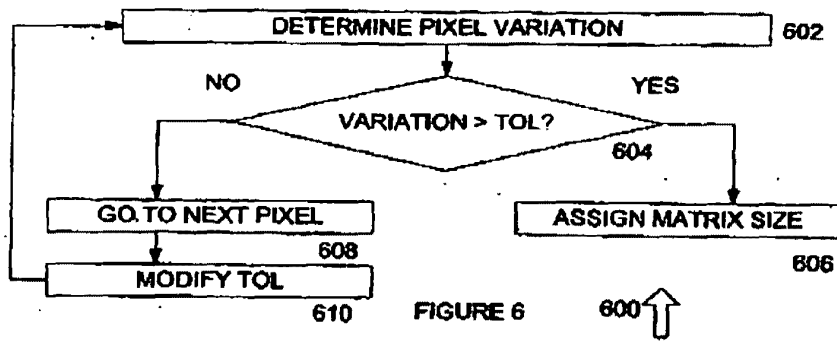 DETERMINE PIXEL VARIATION
602
NO
YES
VARIATION > TOL?
604
GO TO NEXT PIXEL
608
ASSIGN MATRIX SIZE
606
MODIFY TOL
610
FIGURE 6
600